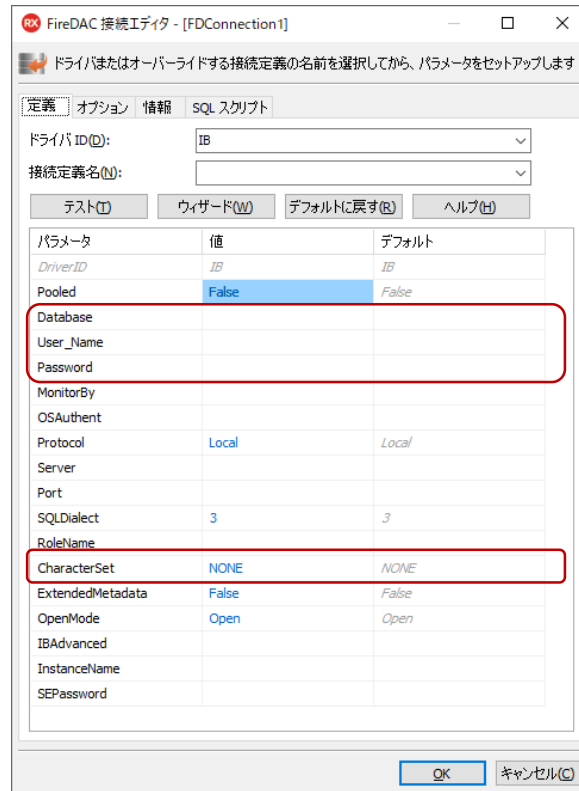 RX FireDAC 接続エディタ - [FDConnection1]
ドライバまたはオーバーライドする接続定義の名前を選択してから、パラメータをセットアップします
定義 オプション 情報 SQL スクリプト
ドライバ ID(D): IB
接続定義名(N):
テスト(T) ウィザード(W) デフォルトに戻す(R) ヘルプ(H)
パラメータ 値 デフォルト
DriverID IB IB
Pooled False False
Database
User_Name
Password
MonitorBy
OSAuthent
Protocol Local Local
Server
Port
SQLDialect 3 3
RoleName
CharacterSet NONE NONE
ExtendedMetadata False False
OpenMode Open Open
IBAdvanced
InstanceName
SEPassword
OK キャンセル(C)